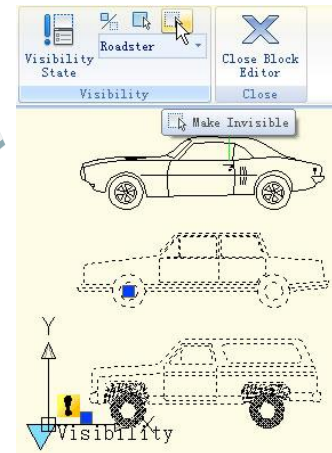 Roadster
Visibility State
Close Block Editor
Visibility
Close
Make Invisible
Y
X
Visibility